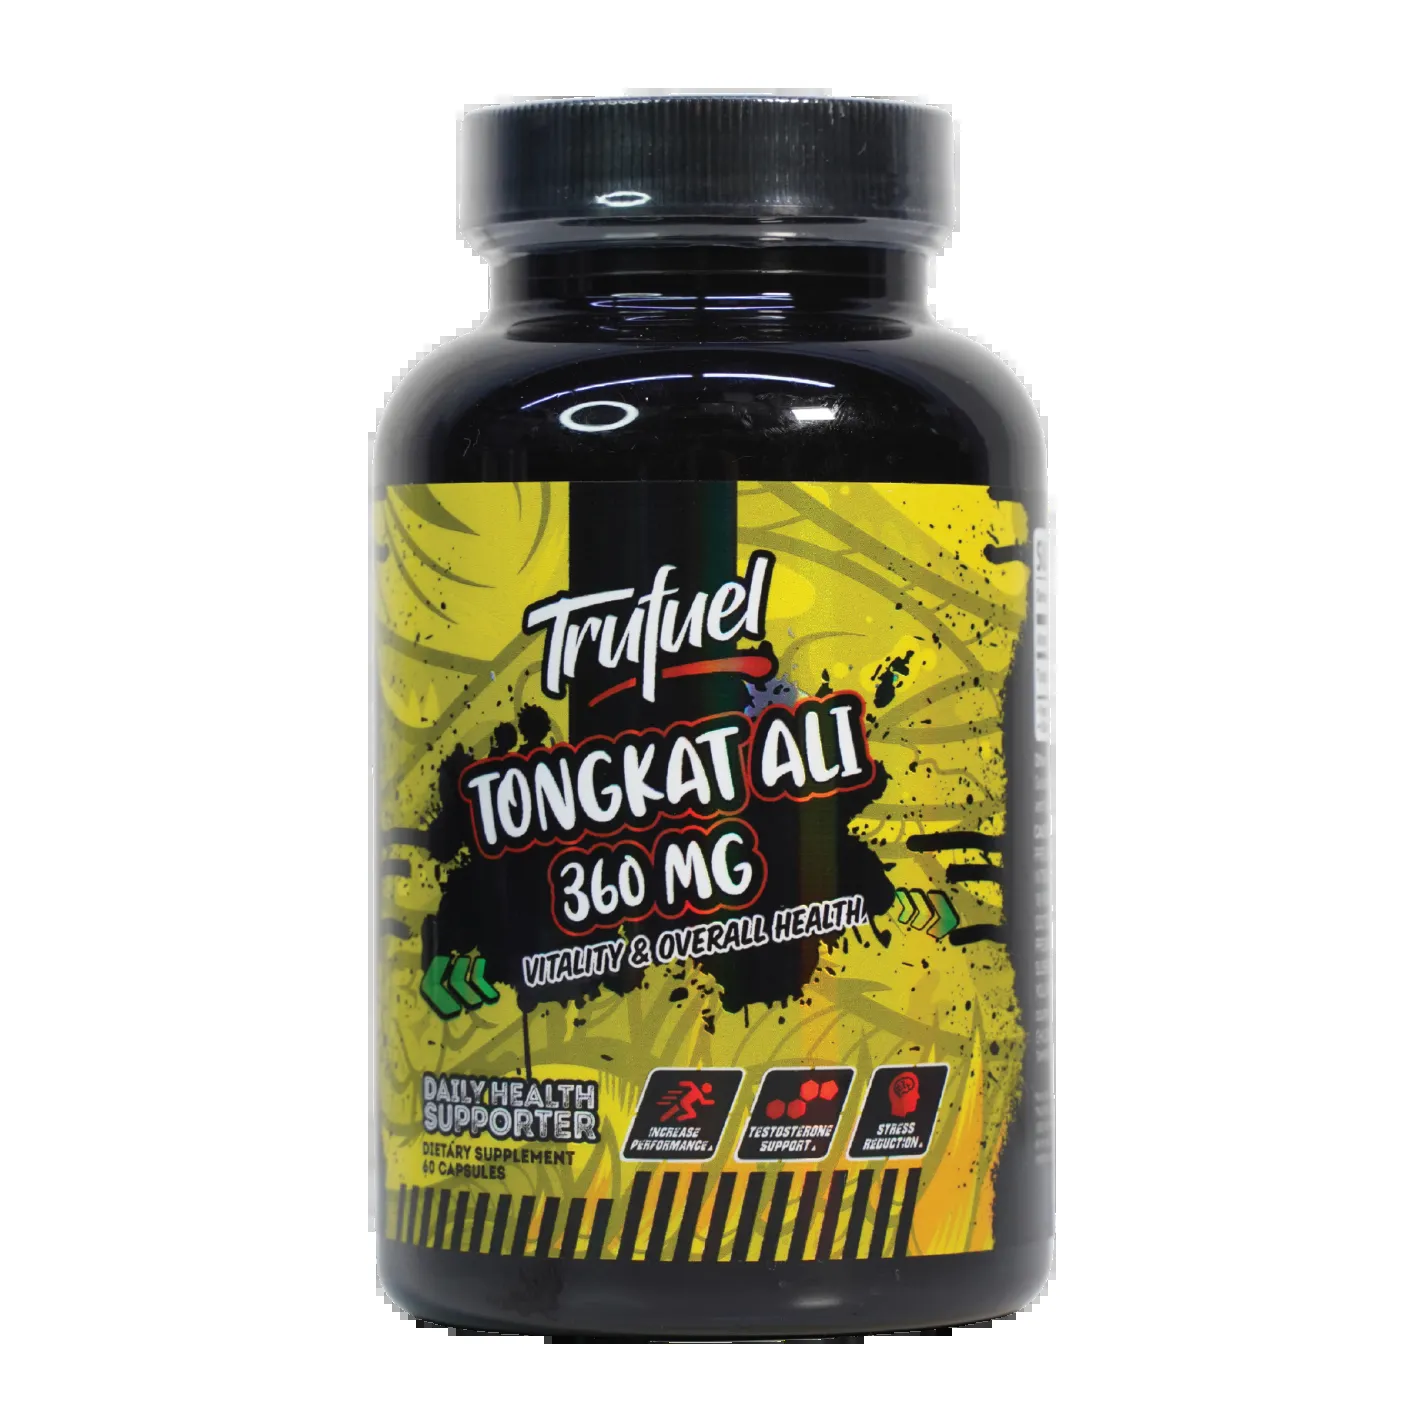 Trufuel
TONGKAT ALI
360 MG
VITALITY & OVERALL HEALTH
DAILY HEALTH
SUPPORTER
DIETARY SUPPLEMENT
60 CAPSULES
INCREASE
PERFORMANCE
TESTOSTERONE
SUPPORT
STRESS
REDUCTION